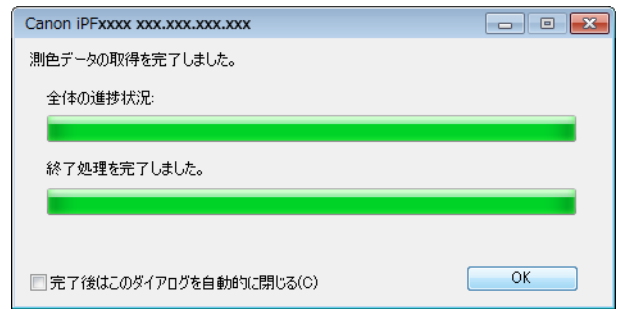 Canon iPFxxxx xxx.xxx.xxx.xxx
測色データの取得を完了しました。
全体の進捗状況:
終了処理を完了しました。
完了後はこのダイアログを自動的に閉じる(C)
OK